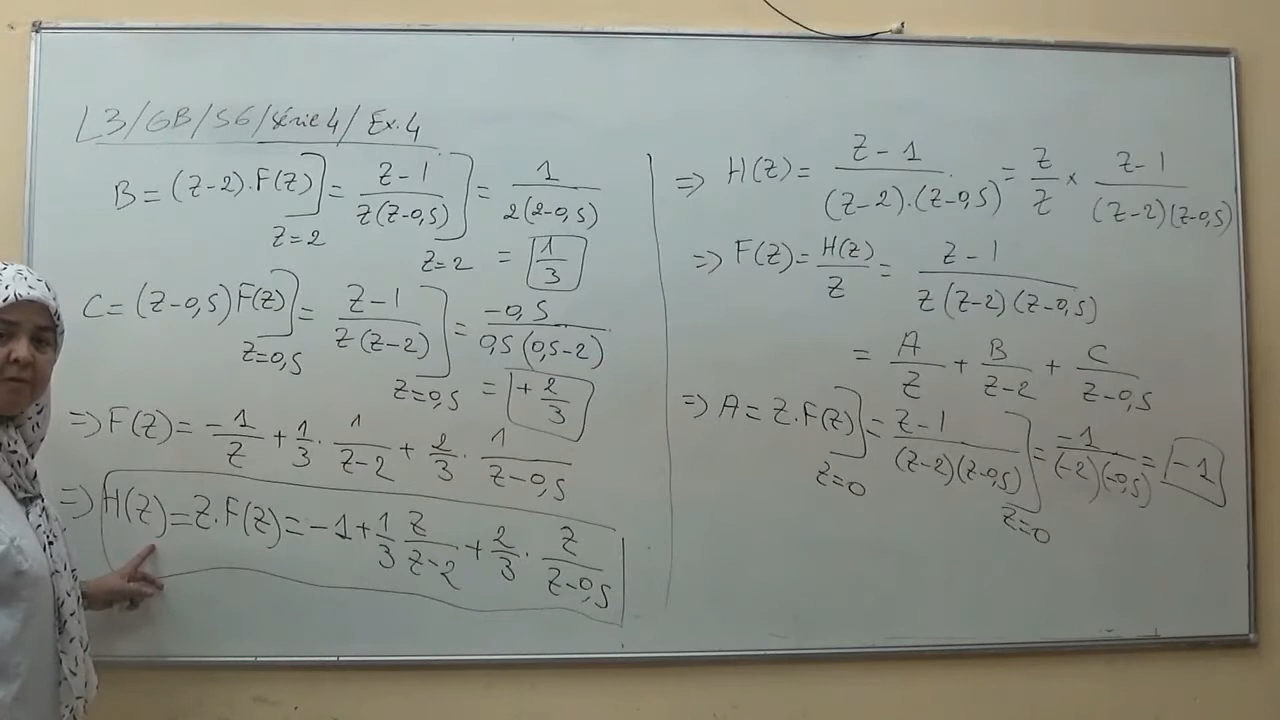 L3/GB/S6/Série 4/Ex.4
B = (z-2).F(z)]_{z=2} = (z-1)/(z(z-0,5))]_{z=2} = 1/(2(2-0,5))
= 1/3
C = (z-0,5)F(z)]_{z=0,5} = (z-1)/(z(z-2))]_{z=0,5} = -0,5/(0,5(0,5-2))
= +2/3
=> F(z) = -1/z + 1/3 . 1/(z-2) + 2/3 . 1/(z-0,5)
=> H(z) = z.F(z) = -1 + 1/3 z/(z-2) + 2/3 . z/(z-0,5)
=> H(z) = (z-1)/((z-2).(z-0,5)) = z/z × (z-1)/((z-2)(z-0,5))
=> F(z) = H(z)/z = (z-1)/(z(z-2)(z-0,5))
= A/z + B/(z-2) + C/(z-0,5)
=> A = z.F(z)]_{z=0} = (z-1)/((z-2)(z-0,5))]_{z=0} = -1/((-2)(-0,5)) = -1